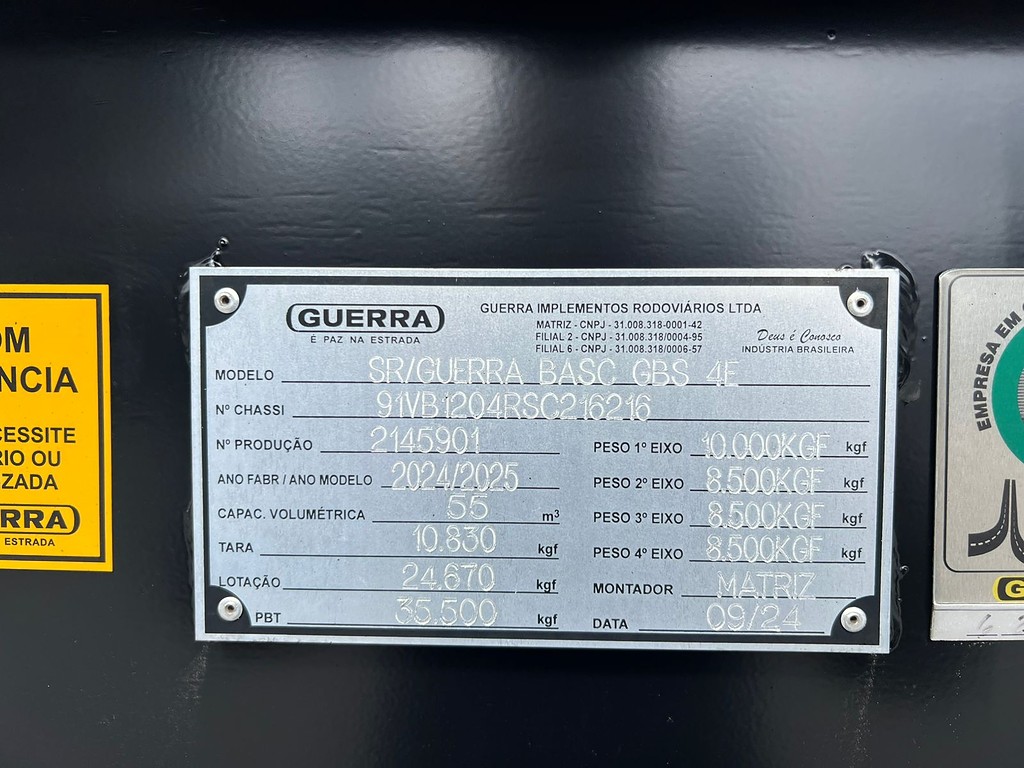 OM
NCIA
CESSITE
RIO OU
ZADA
RRA
ESTRADA
GUERRA
É PAZ NA ESTRADA
GUERRA IMPLEMENTOS RODOVIÁRIOS LTDA
MATRIZ - CNPJ - 31.008.318-0001-42
FILIAL 2 - CNPJ - 31.008.318/0004-95
FILIAL 6 - CNPJ - 31.008.318/0006-57
Deus é Conosco
INDÚSTRIA BRASILEIRA
MODELO SR/GUERRA BASC GBS 4E
Nº CHASSI 91VB1204RSC216216
Nº PRODUÇÃO 2145901
ANO FABR / ANO MODELO 2024/2025
CAPAC. VOLUMÉTRICA 55 m³
TARA 10.830 kgf
LOTAÇÃO 24.670 kgf
PBT 35.500 kgf
PESO 1º EIXO 10.000KGF kgf
PESO 2º EIXO 8.500KGF kgf
PESO 3º EIXO 8.500KGF kgf
PESO 4º EIXO 8.500KGF kgf
MONTADOR MATRIZ
DATA 09/24
EMPRESA EM
G